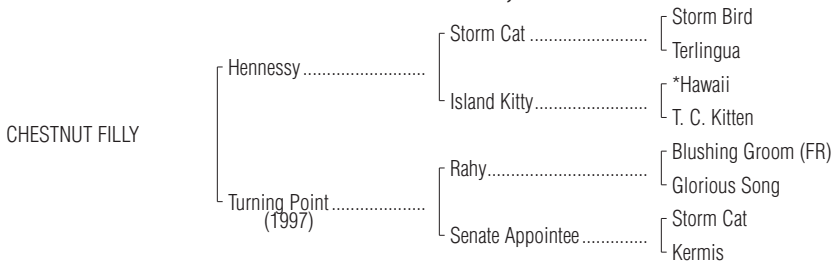 Storm Bird
Storm Cat ..............................
Terlingua
Hennessy ..........................
*Hawaii
Island Kitty .............................
T. C. Kitten
CHESTNUT FILLY
Blushing Groom (FR)
Rahy........................................
Glorious Song
Turning Point ....................
(1997)
Storm Cat
Senate Appointee ................
Kermis